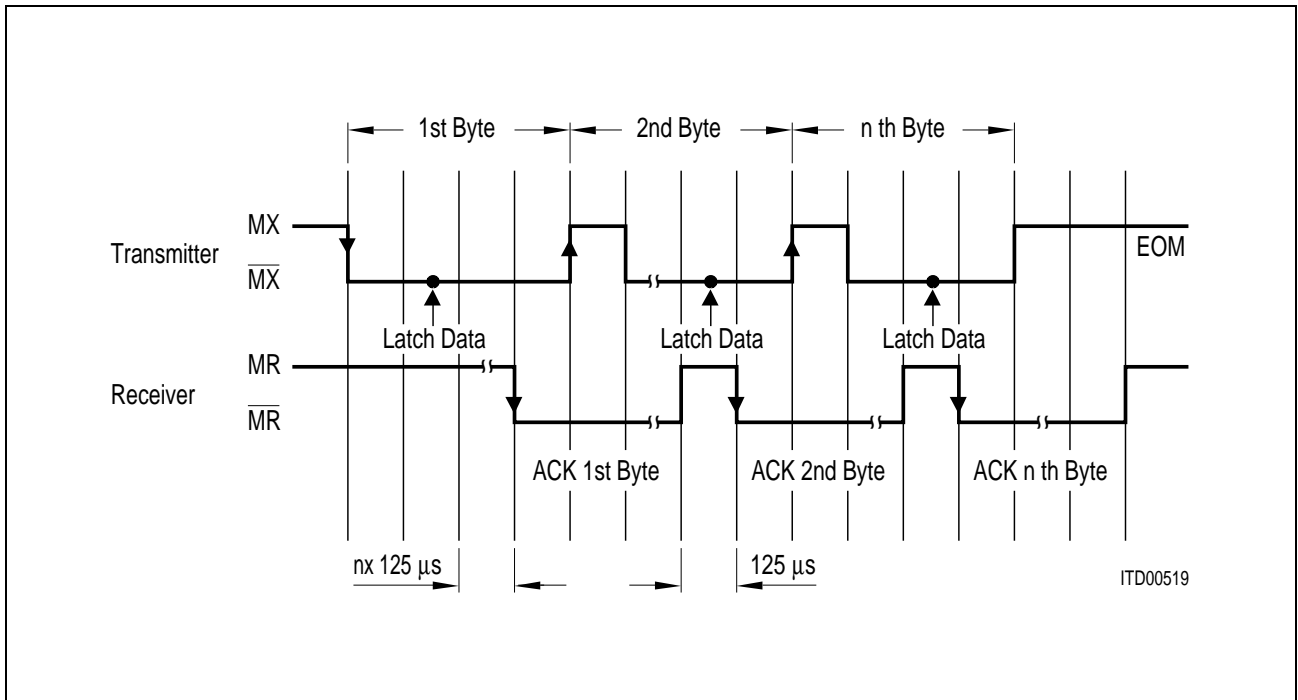 1st Byte 2nd Byte n th Byte
MX
Transmitter
MX
EOM
Latch Data Latch Data Latch Data
MR
Receiver
MR
ACK 1st Byte ACK 2nd Byte ACK n th Byte
nx 125 μs 125 μs
ITD00519